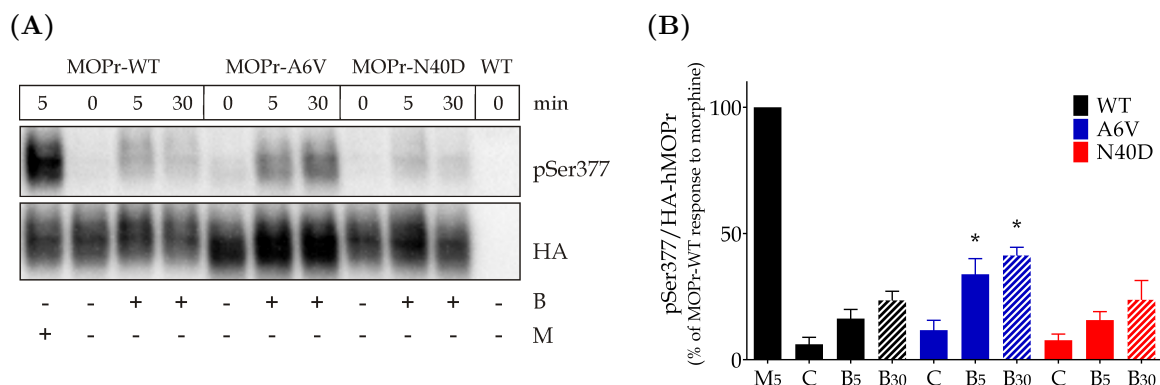 (A)
MOPr-WT MOPr-A6V MOPr-N40D WT
5 0 5 30 0 5 30 0 5 30 0 min
pSer377
HA
- - + + - + + - + + - B
+ - - - - - - - - - - M
(B)
pSer377/HA-hMOPr
(% of MOPr-WT response to morphine)
100
50
0
WT
A6V
N40D
* *
M5 C B5 B30 C B5 B30 C B5 B30